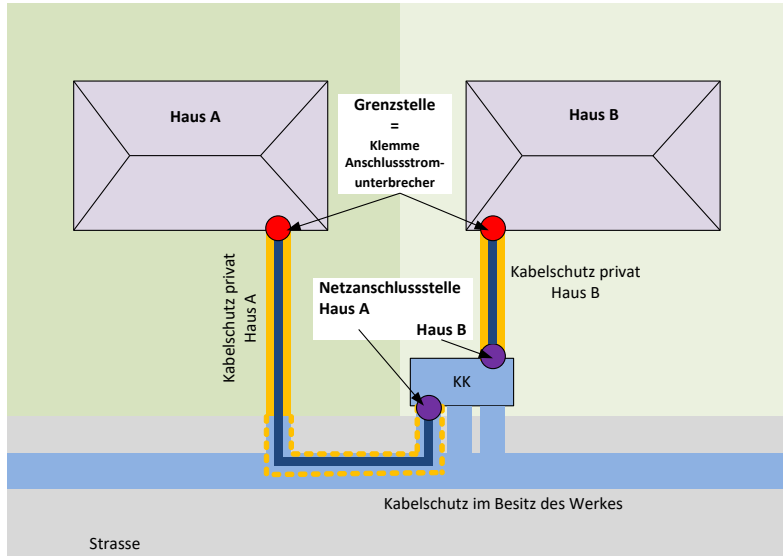 Haus A
Haus B
Grenzstelle
=
Klemme
Anschlussstrom-
unterbrecher
Kabelschutz privat
Haus A
Kabelschutz privat
Haus B
Netzanschlussstelle
Haus A
Haus B
KK
Kabelschutz im Besitz des Werkes
Strasse